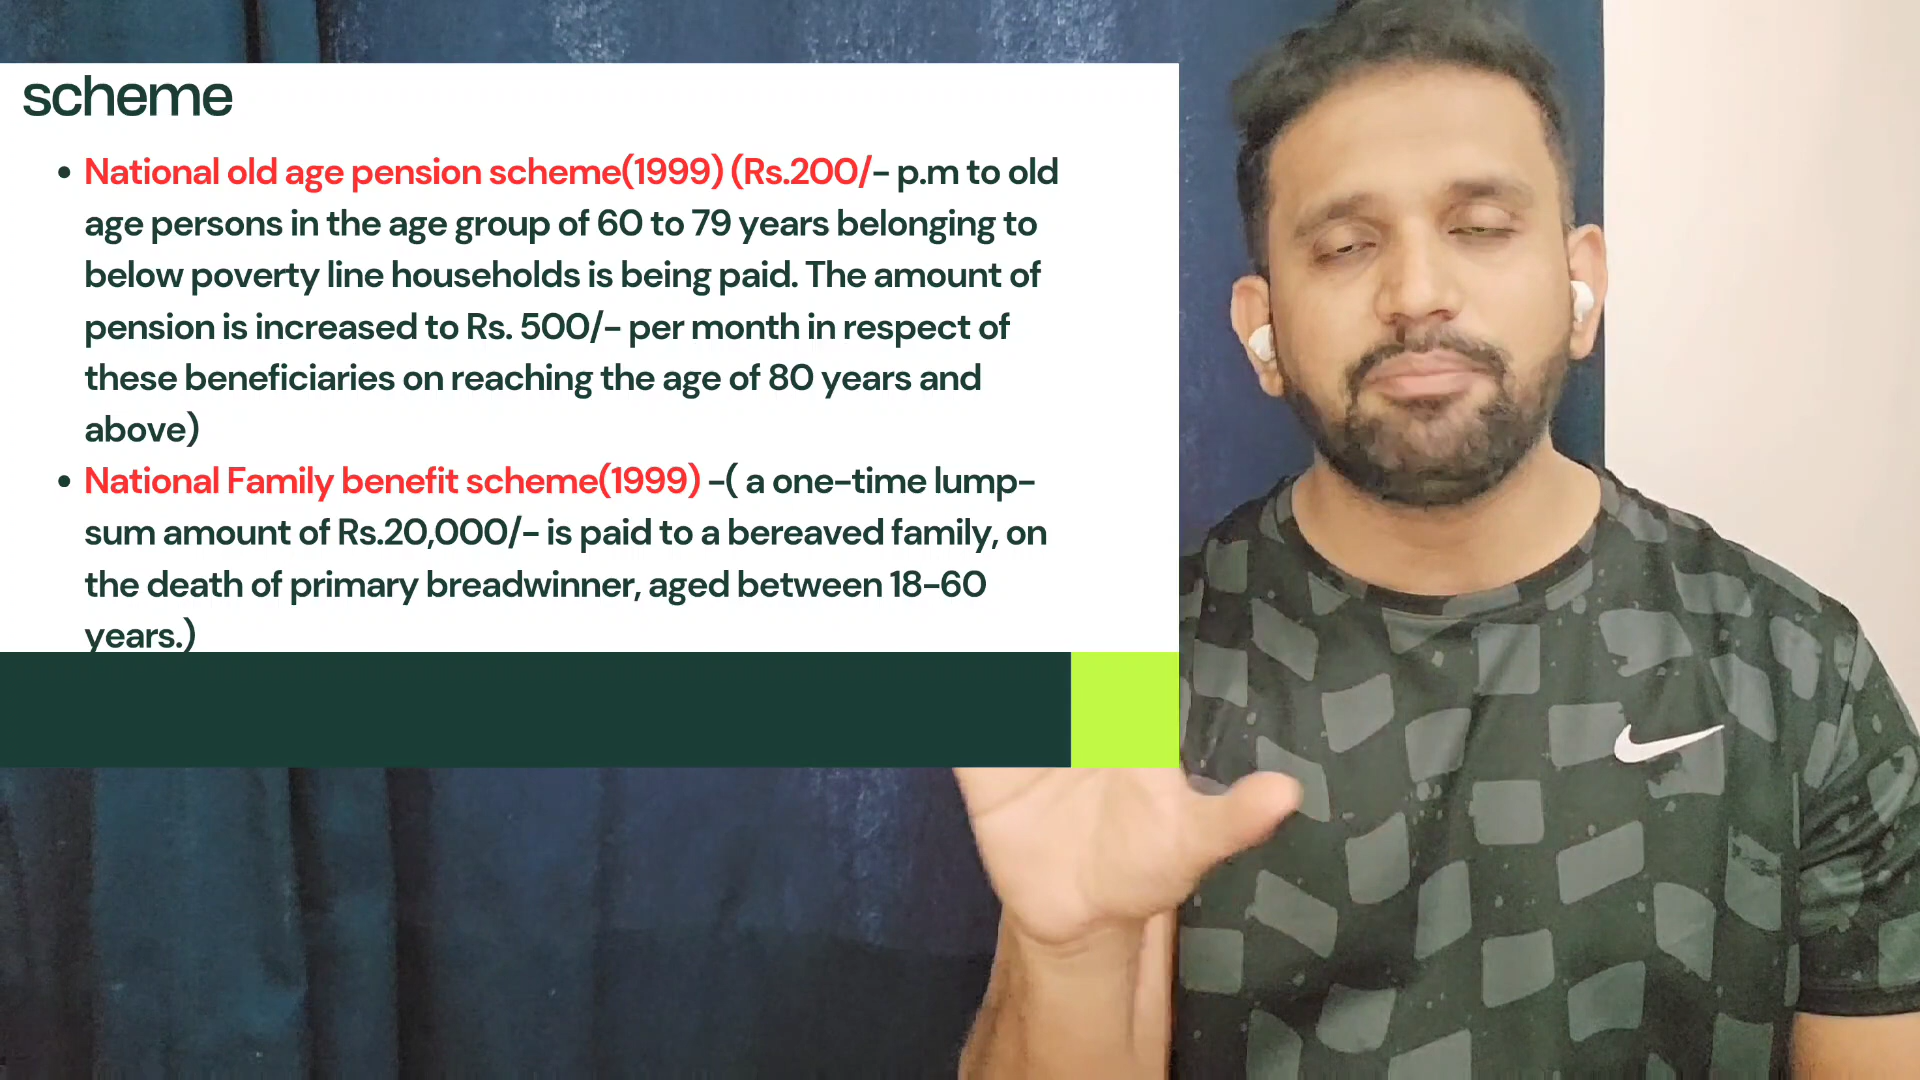 scheme
National old age pension scheme(1999) (Rs.200/- p.m to old
age persons in the age group of 60 to 79 years belonging to
below poverty line households is being paid. The amount of
pension is increased to Rs. 500/- per month in respect of
these beneficiaries on reaching the age of 80 years and
above)
National Family benefit scheme(1999) -( a one-time lump-
sum amount of Rs.20,000/- is paid to a bereaved family, on
the death of primary breadwinner, aged between 18-60
years.)